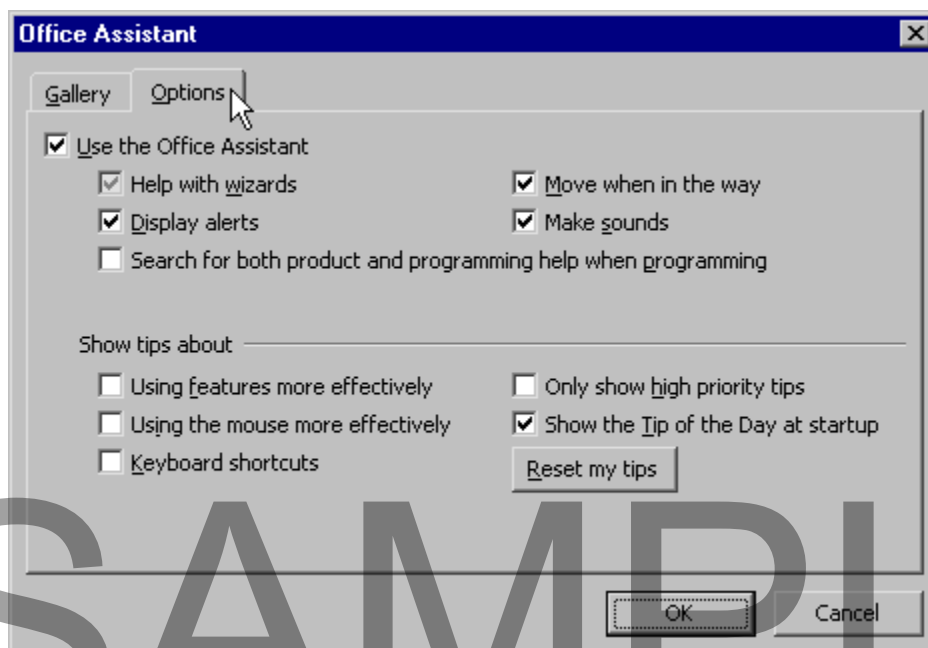 Office Assistant
Gallery Options
Use the Office Assistant
Help with wizards Move when in the way
Display alerts Make sounds
Search for both product and programming help when programming
Show tips about
Using features more effectively Only show high priority tips
Using the mouse more effectively Show the Tip of the Day at startup
Keyboard shortcuts Reset my tips
OK Cancel
SAMPL